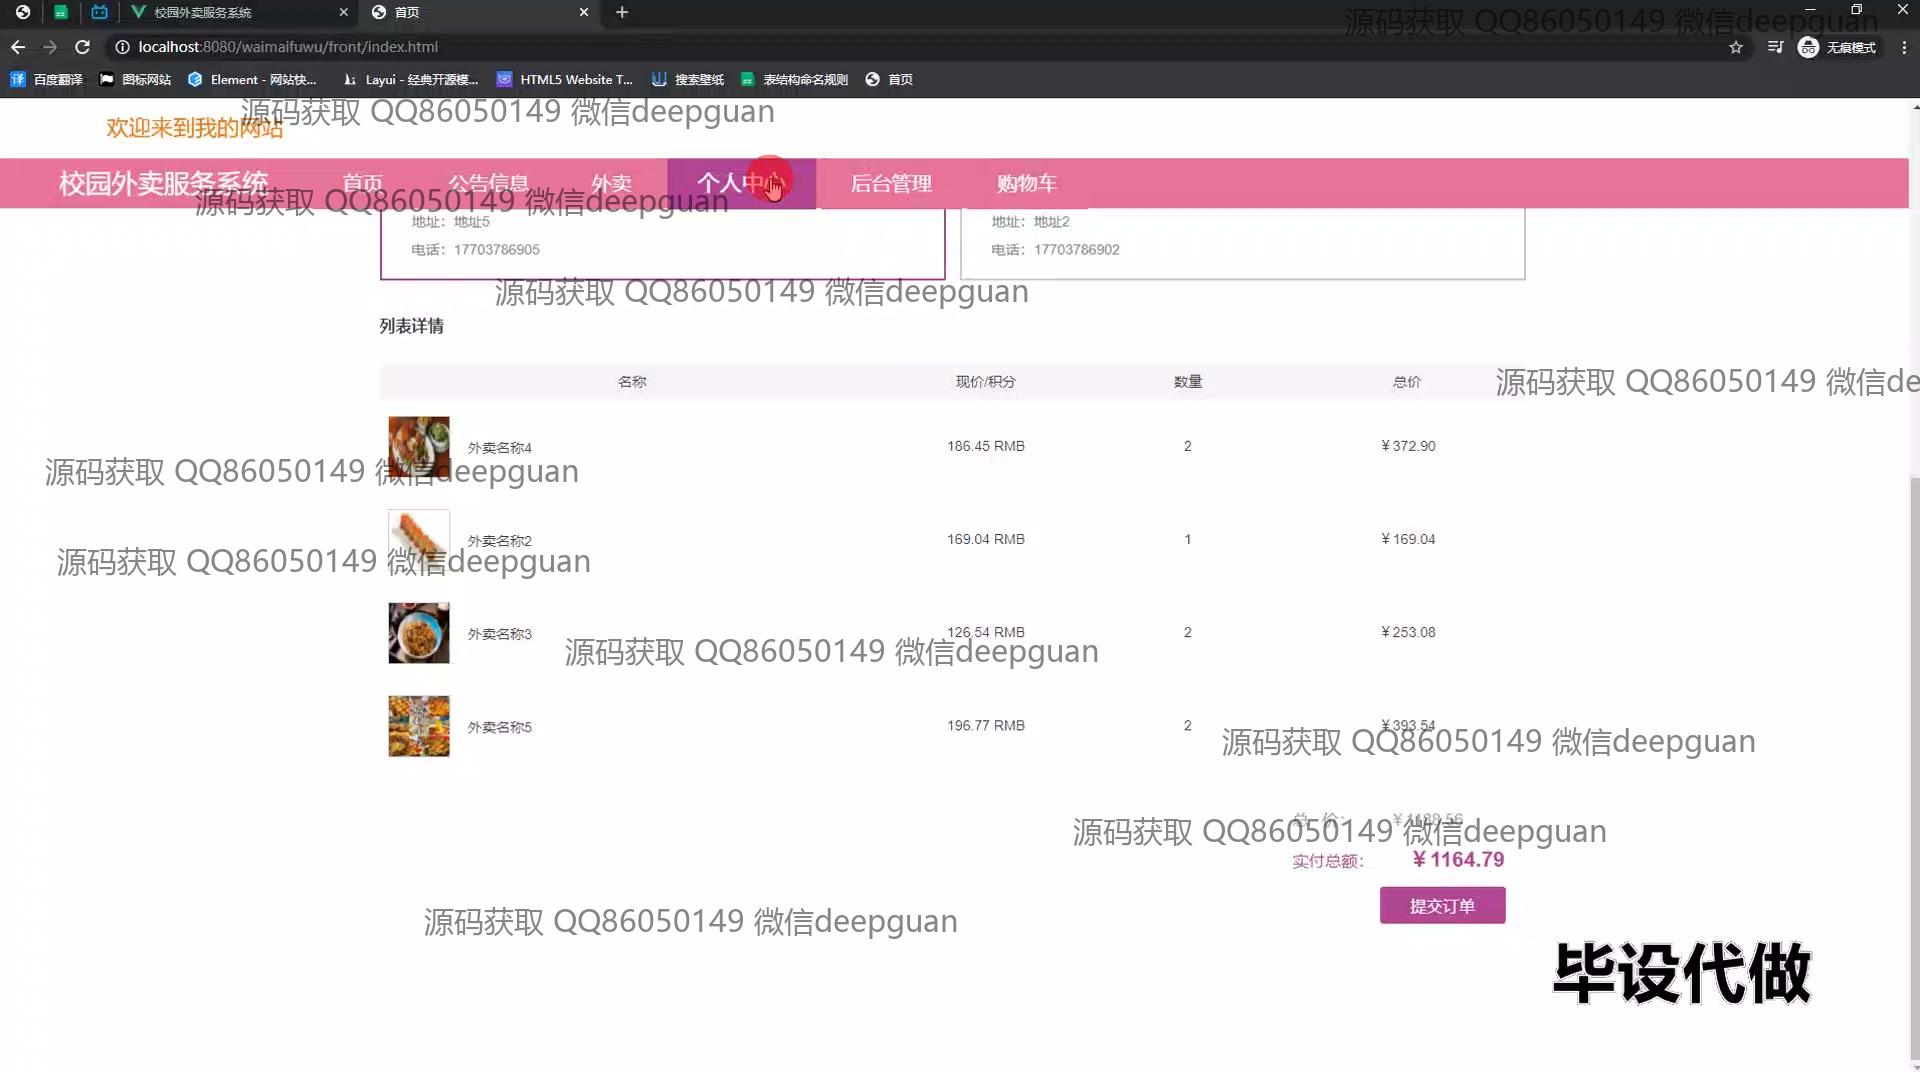 校园外卖服务系统
首页
源码获取 QQ86050149 微信deepguan
localhost:8080/waimaifuwu/front/index.html
无痕模式
百度翻译
图标网站
Element - 网站快...
Layui - 经典开源模...
HTML5 Website T...
搜索壁纸
表结构命名规则
首页
源码获取 QQ86050149 微信deepguan
欢迎来到我的网站
校园外卖服务系统
首页
公告信息
外卖
个人中心
后台管理
购物车
源码获取 QQ86050149 微信deepguan
地址：地址5
地址：地址2
电话：17703786905
电话：17703786902
源码获取 QQ86050149 微信deepguan
列表详情
名称
现价/积分
数量
总价
源码获取 QQ86050149 微信de
外卖名称4
186.45 RMB
2
￥372.90
源码获取 QQ86050149 微信deepguan
外卖名称2
169.04 RMB
1
￥169.04
源码获取 QQ86050149 微信deepguan
外卖名称3
126.54 RMB
2
￥253.08
源码获取 QQ86050149 微信deepguan
外卖名称5
196.77 RMB
2
￥393.54
源码获取 QQ86050149 微信deepguan
总 价：
￥1188.56
源码获取 QQ86050149 微信deepguan
实付总额：
￥1164.79
提交订单
源码获取 QQ86050149 微信deepguan
毕设代做